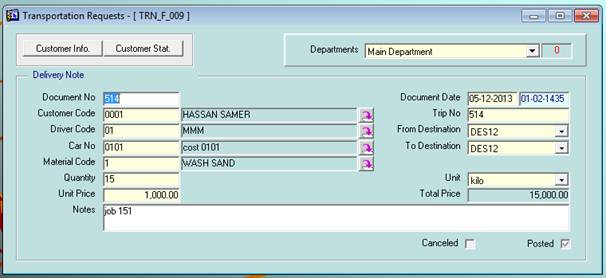 Transportation Requests - [ TRN_F_009 ]
Customer Info. Customer Stat. Departments Main Department 0
Delivery Note
Document No 514 Document Date 05-12-2013 01-02-1435
Customer Code 0001 HASSAN SAMER Trip No 514
Driver Code 01 MMM From Destination DES12
Car No 0101 cost 0101 To Destination DES12
Material Code 1 WASH SAND
Quantity 15 Unit kilo
Unit Price 1,000.00 Total Price 15,000.00
Notes job 151
Canceled Posted